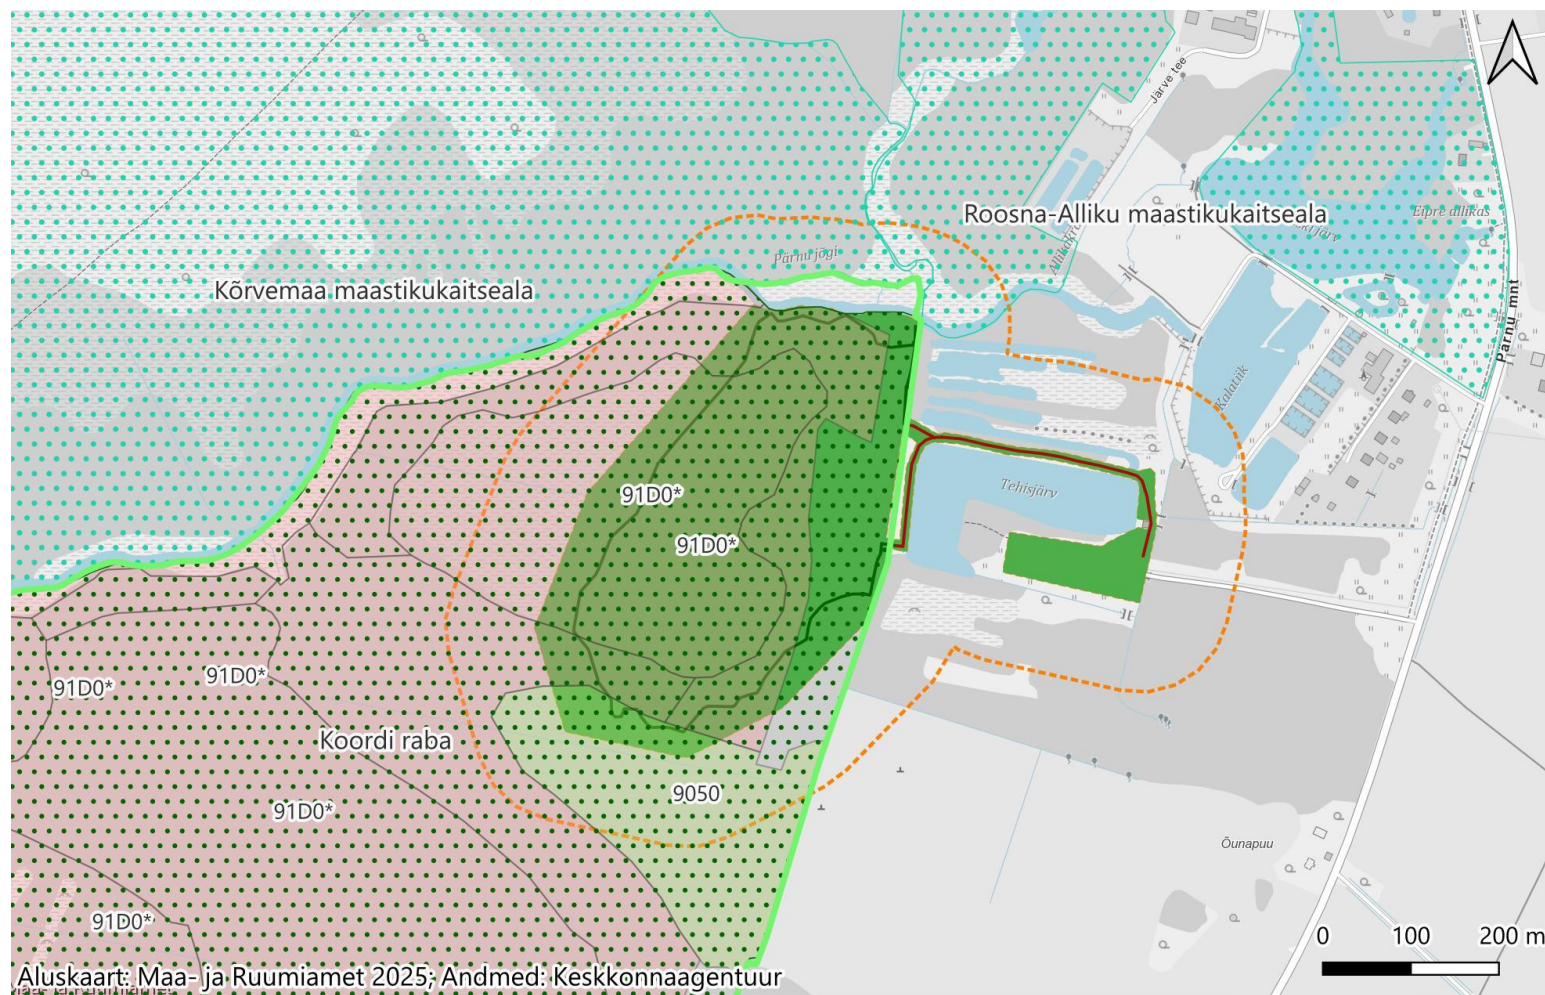 Järve tee
Roosna-Alliku maastikukaitseala
Eipre allikas
Pärnu jõgi
Kõrvemaa maastikukaitseala
Pärnu mnt
Kalatiik
91D0*
Tehisjärv
91D0*
91D0*
91D0*
Koordi raba
9050
91D0*
Õunapuu
91D0*
0 100 200 m
Aluskaart: Maa- ja Ruumiamet 2025; Andmed: Keskkonnaagentuur